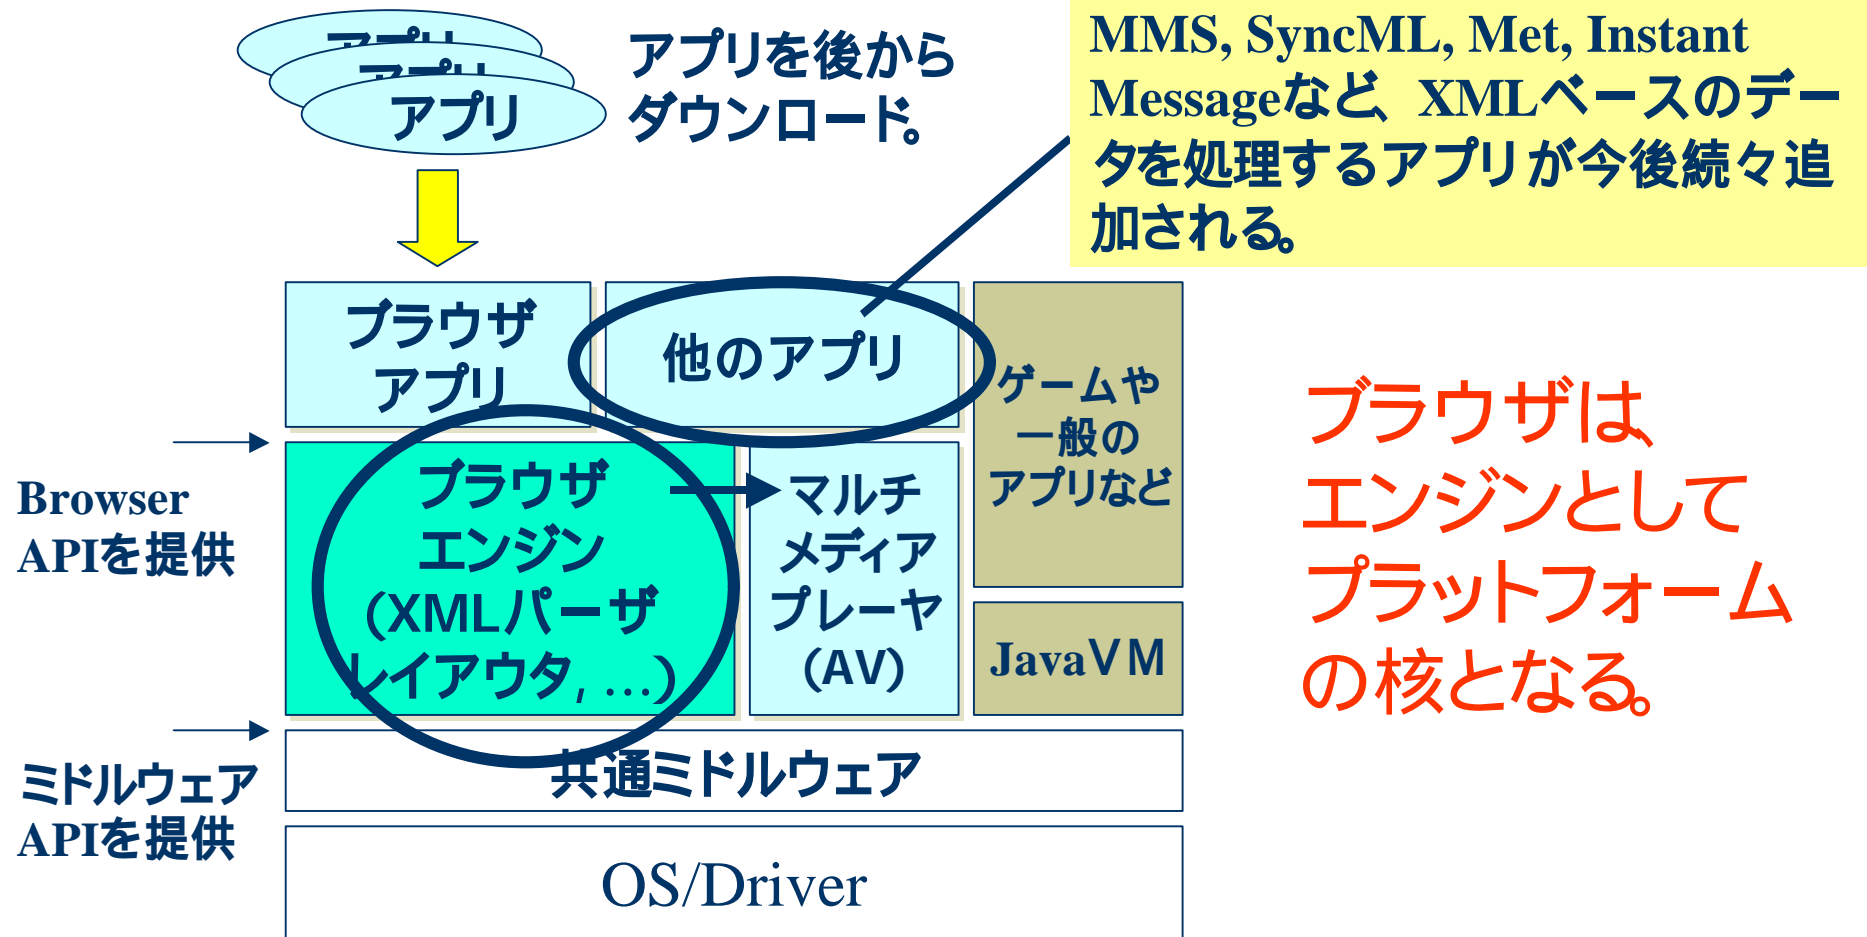 アプリ
アプリ
アプリ
アプリを後から
ダウンロード。
MMS, SyncML, Met, Instant
Messageなど、XMLベースのデー
タを処理するアプリが今後続々追
加される。
ブラウザ
アプリ
他のアプリ
ゲームや
一般の
アプリなど
Browser
APIを提供
ブラウザ
エンジン
(XMLパーザ
レイアウタ, …)
マルチ
メディア
プレーヤ
(AV)
JavaVM
ブラウザは、
エンジンとして
プラットフォーム
の核となる。
ミドルウェア
APIを提供
共通ミドルウェア
OS/Driver